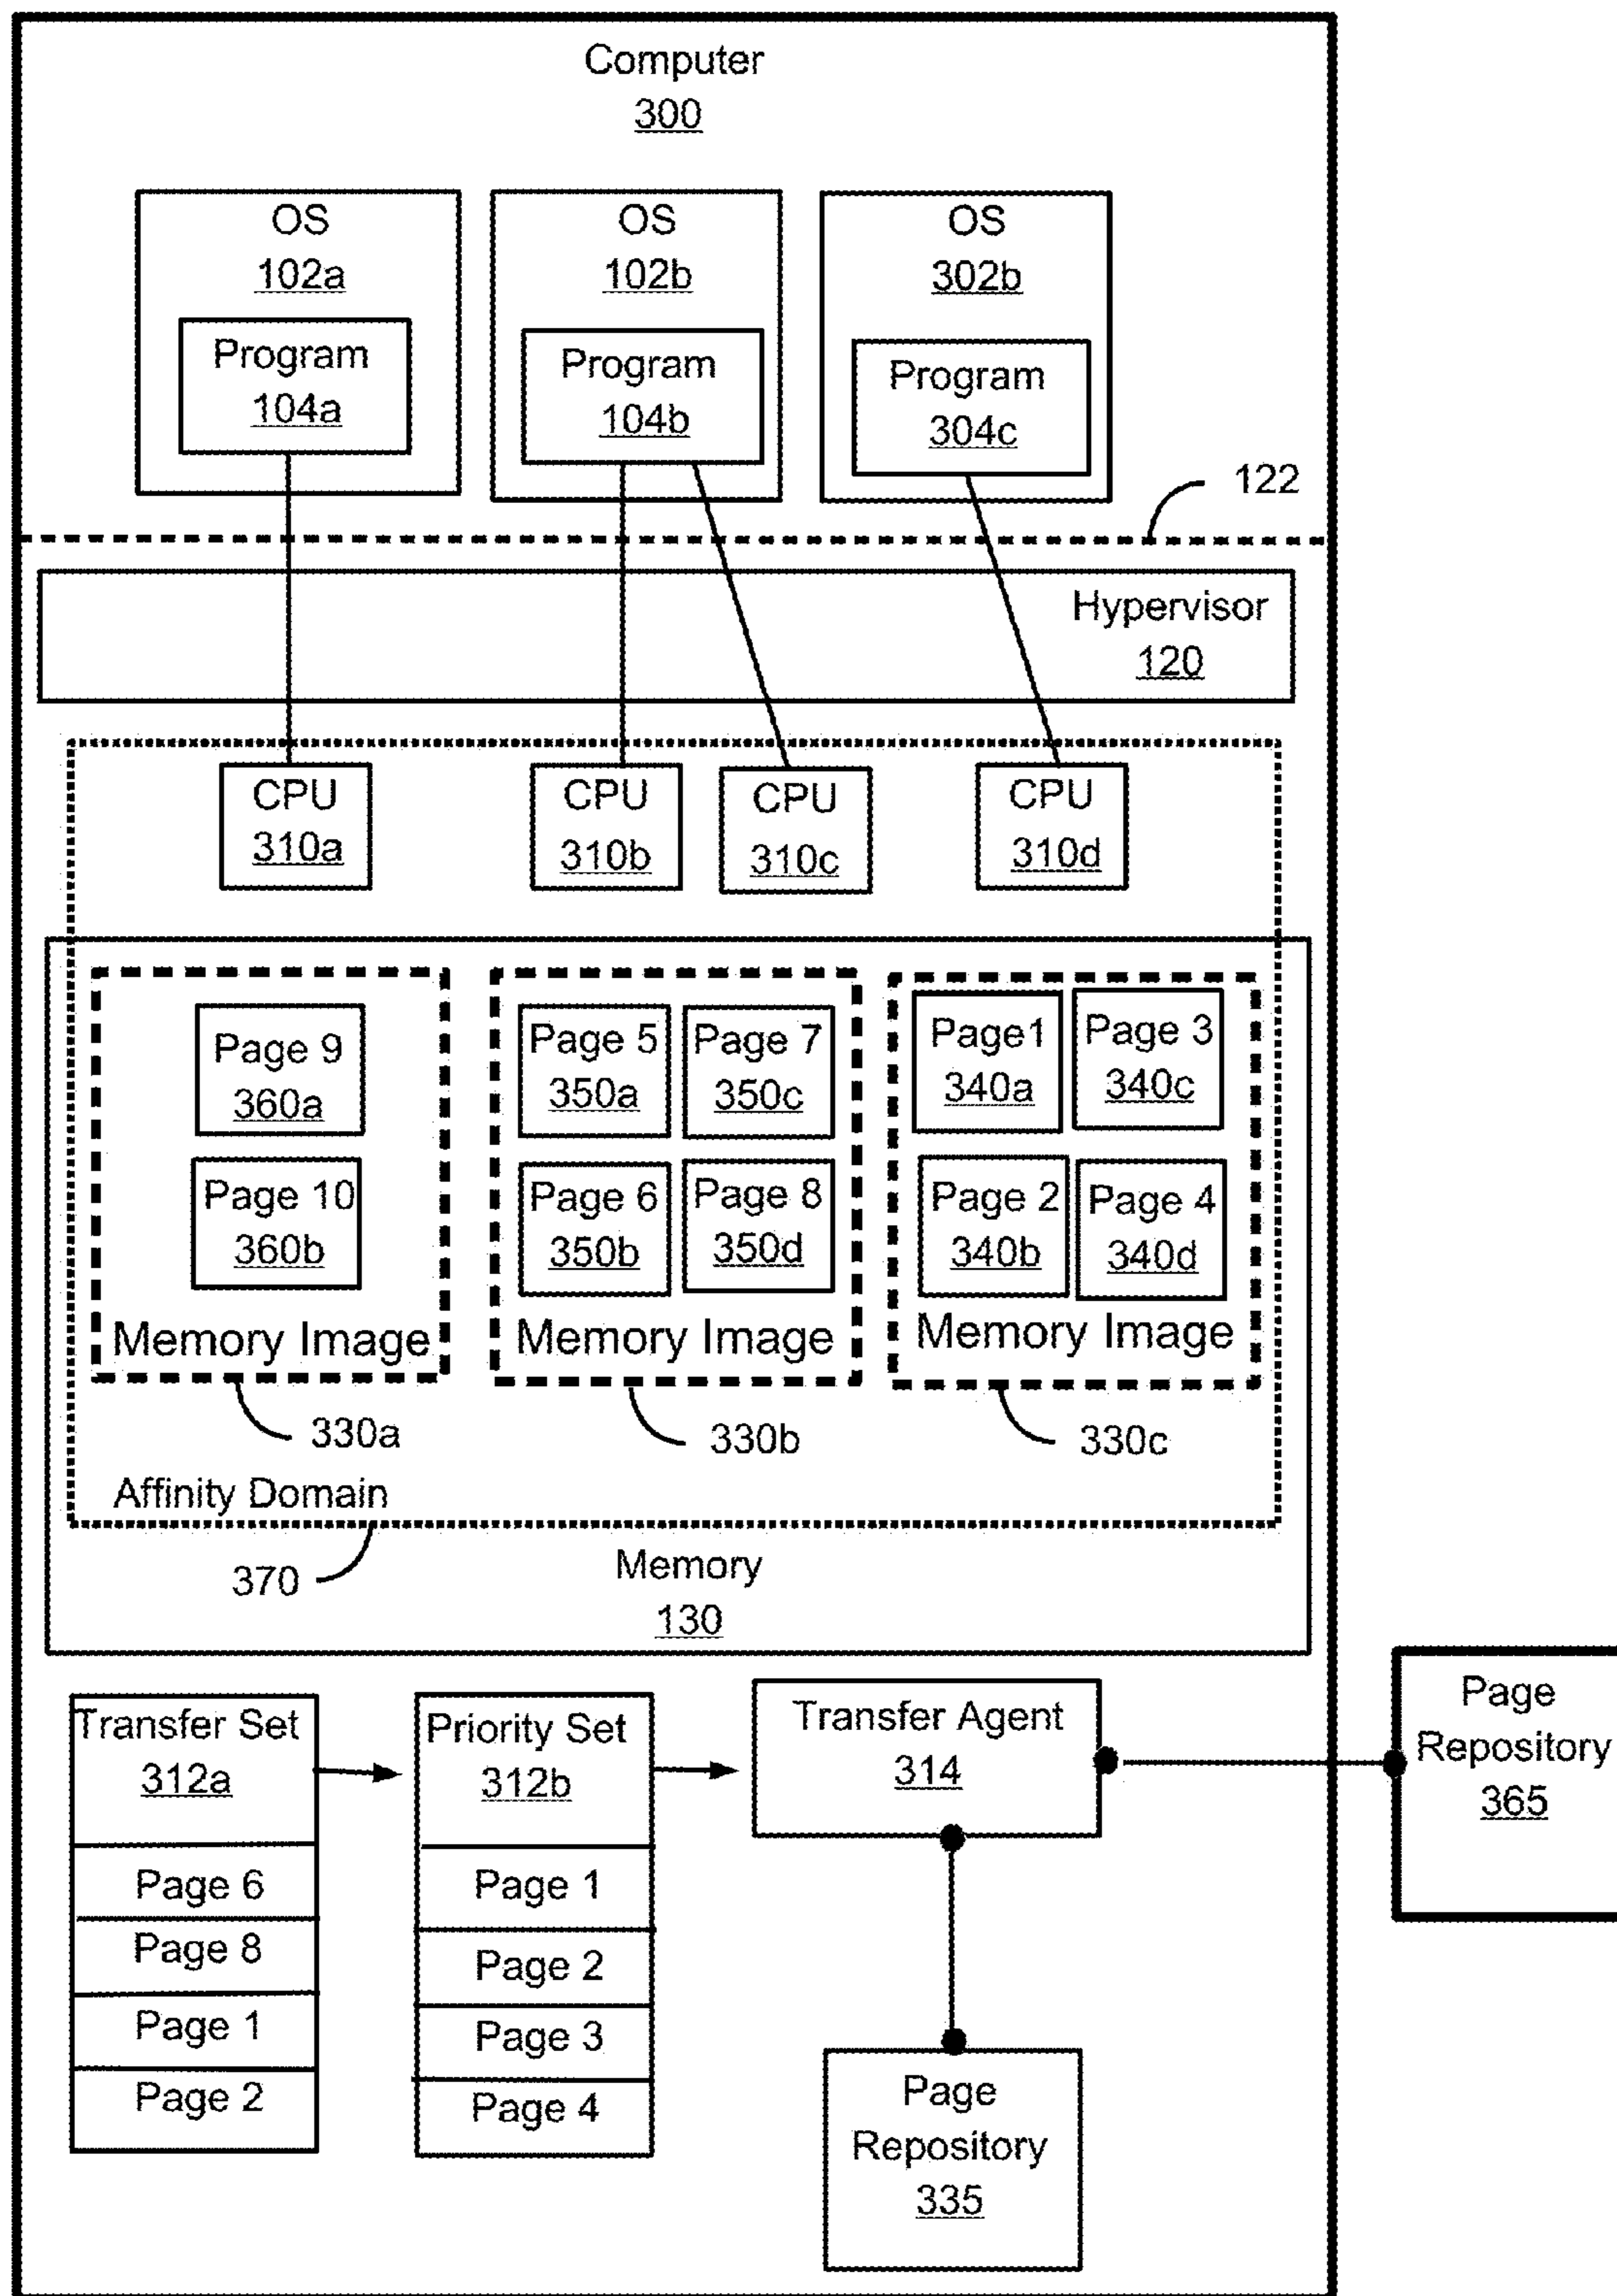 Computer
300
OS
102a
Program
104a
OS
102b
Program
104b
OS
302b
Program
304c
122
Hypervisor
120
CPU
310a
CPU
310b
CPU
310c
CPU
310d
Page 9
360a
Page 10
360b
Memory Image
330a
Page 5
350a
Page 7
350c
Page 6
350b
Page 8
350d
Memory Image
330b
Page1
340a
Page 3
340c
Page 2
340b
Page 4
340d
Memory Image
330c
Affinity Domain
370
Memory
130
Transfer Set
312a
Page 6
Page 8
Page 1
Page 2
Priority Set
312b
Page 1
Page 2
Page 3
Page 4
Transfer Agent
314
Page
Repository
335
Page
Repository
365